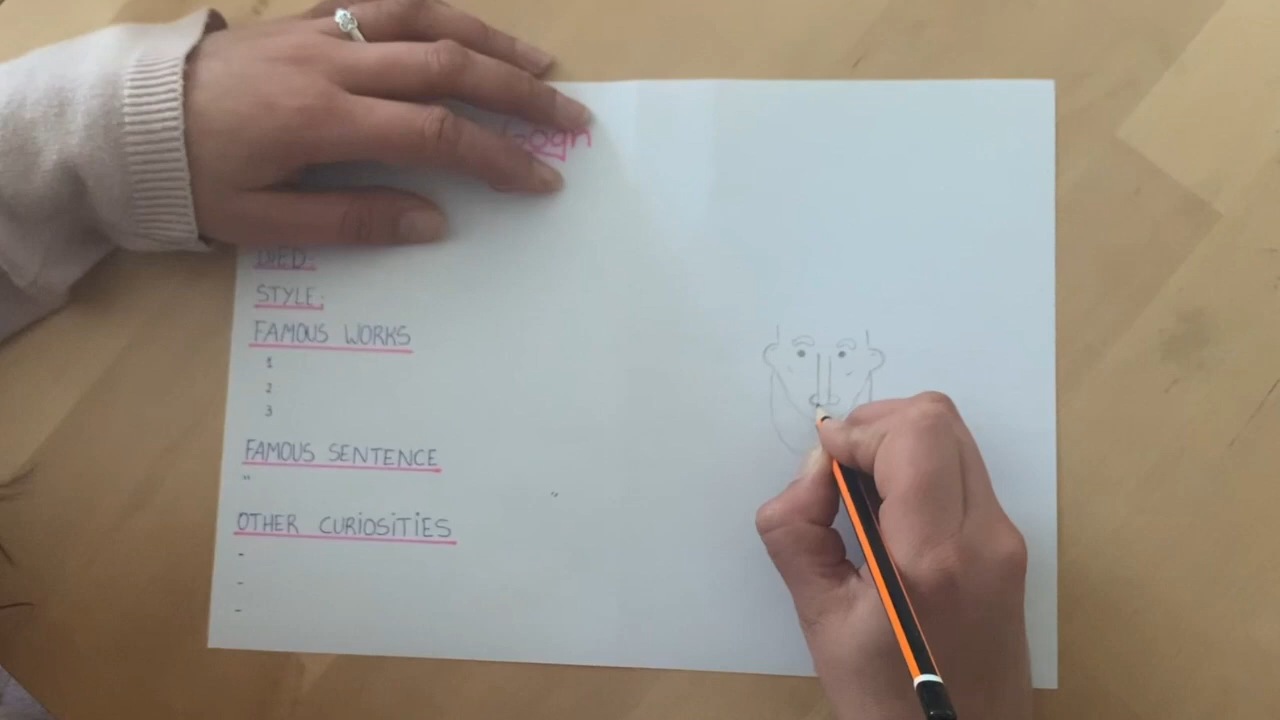 Gogh
DIED:
STYLE:
FAMOUS WORKS
1
2
3
FAMOUS SENTENCE
" "
OTHER CURIOSITIES
-
-
-